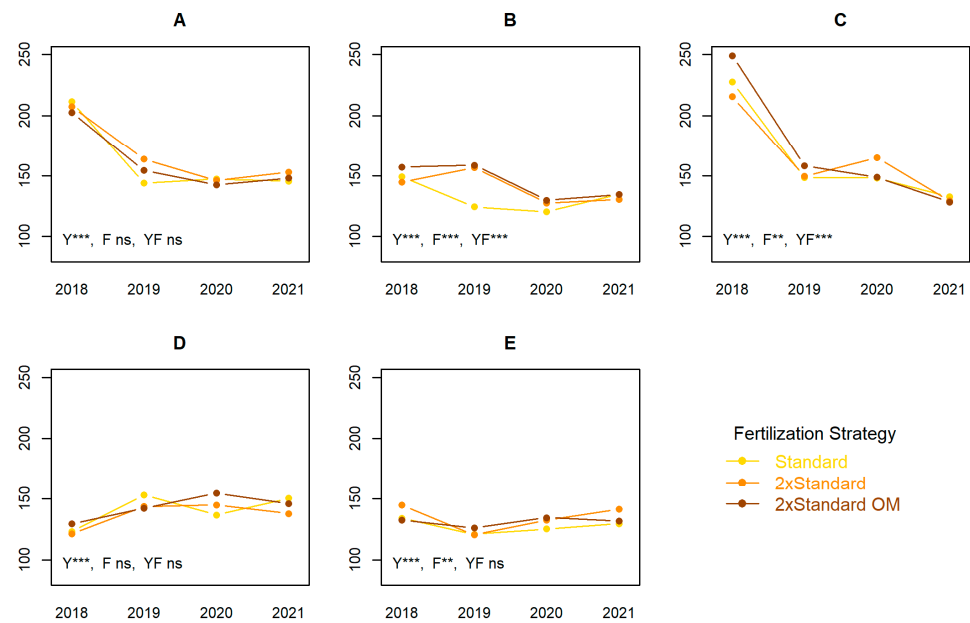 A
250
200
150
100
Y***, F ns, YF ns
2018 2019 2020 2021
B
250
200
150
100
Y***, F***, YF***
2018 2019 2020 2021
C
250
200
150
100
Y***, F**, YF***
2018 2019 2020 2021
D
250
200
150
100
Y***, F ns, YF ns
2018 2019 2020 2021
E
250
200
150
100
Y***, F**, YF ns
2018 2019 2020 2021
Fertilization Strategy
Standard
2xStandard
2xStandard OM